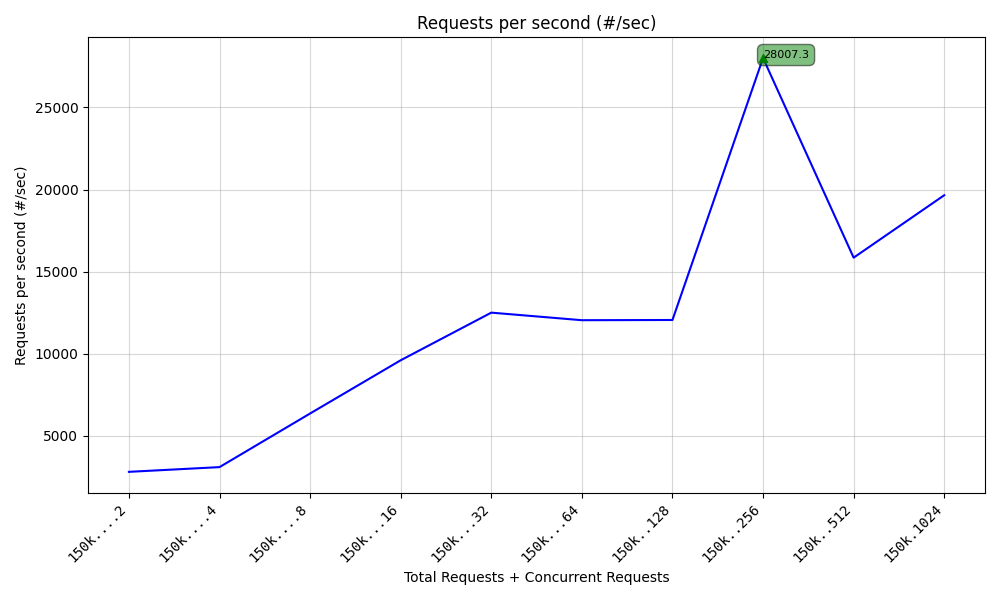 Requests per second (#/sec)
28007.3
Requests per second (#/sec)
25000
20000
15000
10000
5000
150k....2
150k....4
150k....8
150k...16
150k...32
150k...64
150k..128
150k..256
150k..512
150k.1024
Total Requests + Concurrent Requests